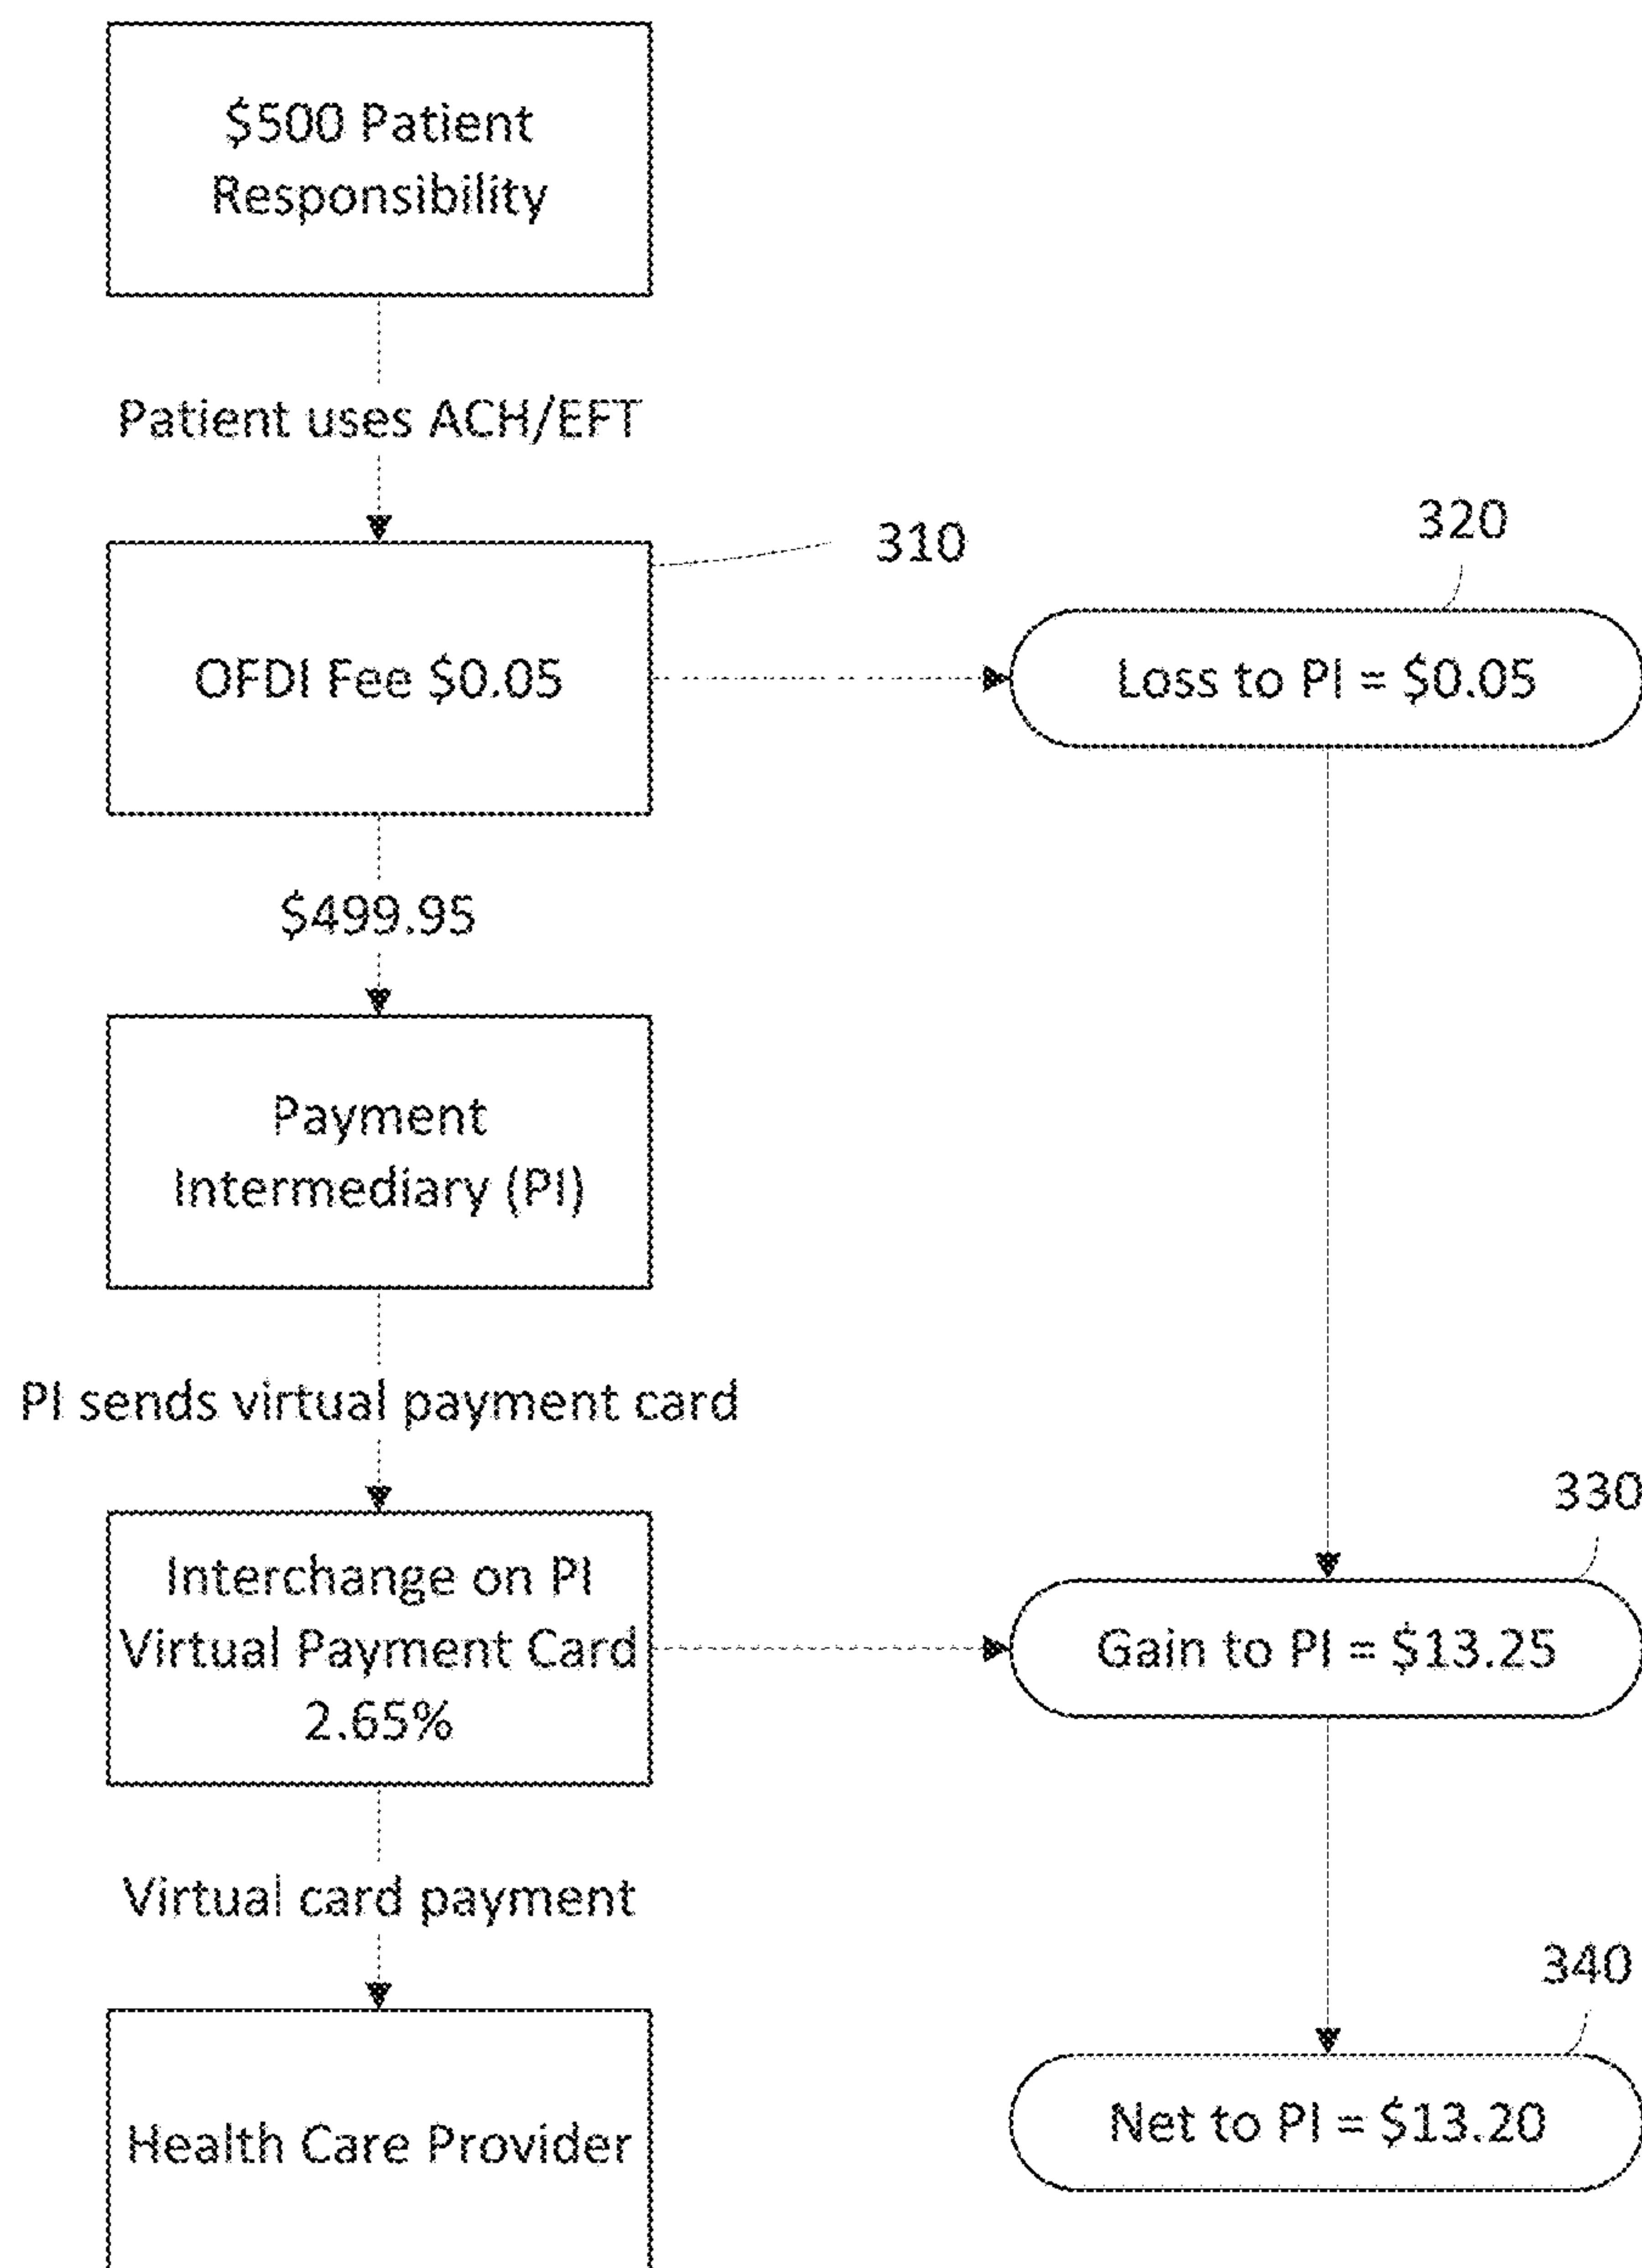 $500 Patient
Responsibility
Patient uses ACH/EFT
310
320
OFDI Fee $0.05
Loss to PI = $0.05
$499.95
Payment
Intermediary (PI)
PI sends virtual payment card
330
Interchange on PI
Virtual Payment Card
2.65%
Gain to PI = $13.25
Virtual card payment
340
Health Care Provider
Net to PI = $13.20